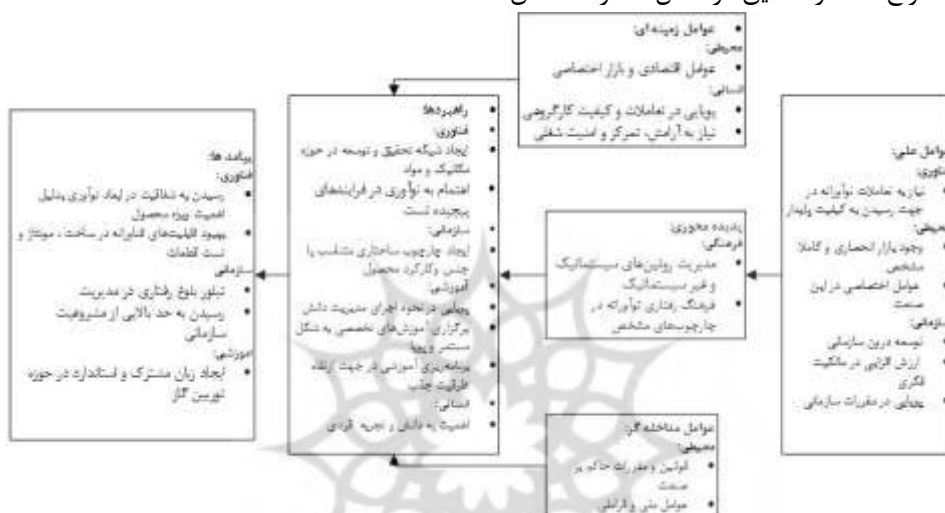 عوامل زمینه ای:
محیطی:
عوامل اقتصادی و بازار اختصاصی
انسانی:
پویایی در تعاملات و کیفیت کارگروهی
نیاز به آرامش، تمرکز و امنیت شغلی
عوامل علی:
فناوری:
نیاز به تعاملات نوآورانه در
جهت رسیدن به کیفیت پایدار
محیطی:
وجود بازار انحصاری و کاملا
مشخص
عوامل اختصاصی در این
صنعت
سازمانی:
توسعه درون سازمانی
ارزش آفرینی در مالکیت
فکری
پویایی در مقررات سازمانی
پدیده محوری:
فرهنگی:
مدیریت روتین‌های سیستماتیک
و غیر سیستماتیک
فرهنگ رفتاری نوآورانه در
چارچوب‌های مشخص
عوامل مداخله گر:
محیطی:
قوانین و مقررات حاکم بر
صنعت
عوامل ملی و فراملی
راهبردها
فناوری:
ایجاد شبکه تحقیق و توسعه در حوزه
مکانیک و مواد
اهتمام به نوآوری در فرایندهای
پیچیده تست
سازمانی:
ایجاد چارچوب ساختاری متناسب با
جنس وکارکرد محصول
آموزشی:
پویایی در نحوه اجرای مدیریت دانش
برگزاری آموزش‌های تخصصی به شکل
مستمر و پویا
برنامه‌ریزی آموزشی در جهت ارتقاء
ظرفیت جذب
انسانی:
اهمیت به دانش و تجربه فردی
پیامد ها:
فناوری:
رسیدن به شفافیت در ابعاد نوآوری بدلیل
اهمیت ویژه محصول
بهبود قابلیت‌های فناورانه در ساخت ، مونتاژ و
تست قطعات
سازمانی
تبلور بلوغ رفتاری در مدیریت
رسیدن به حد بالایی از مشروعیت
سازمانی
آموزشی:
ایجاد زبان مشترک و استاندارد در حوزه
توربین گاز